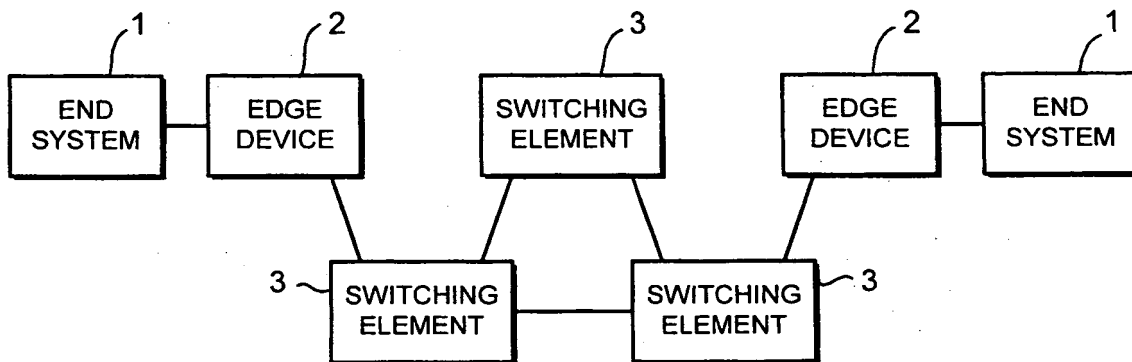 1
2
3
2
1
END
SYSTEM
EDGE
DEVICE
SWITCHING
ELEMENT
EDGE
DEVICE
END
SYSTEM
3
SWITCHING
ELEMENT
SWITCHING
ELEMENT
3